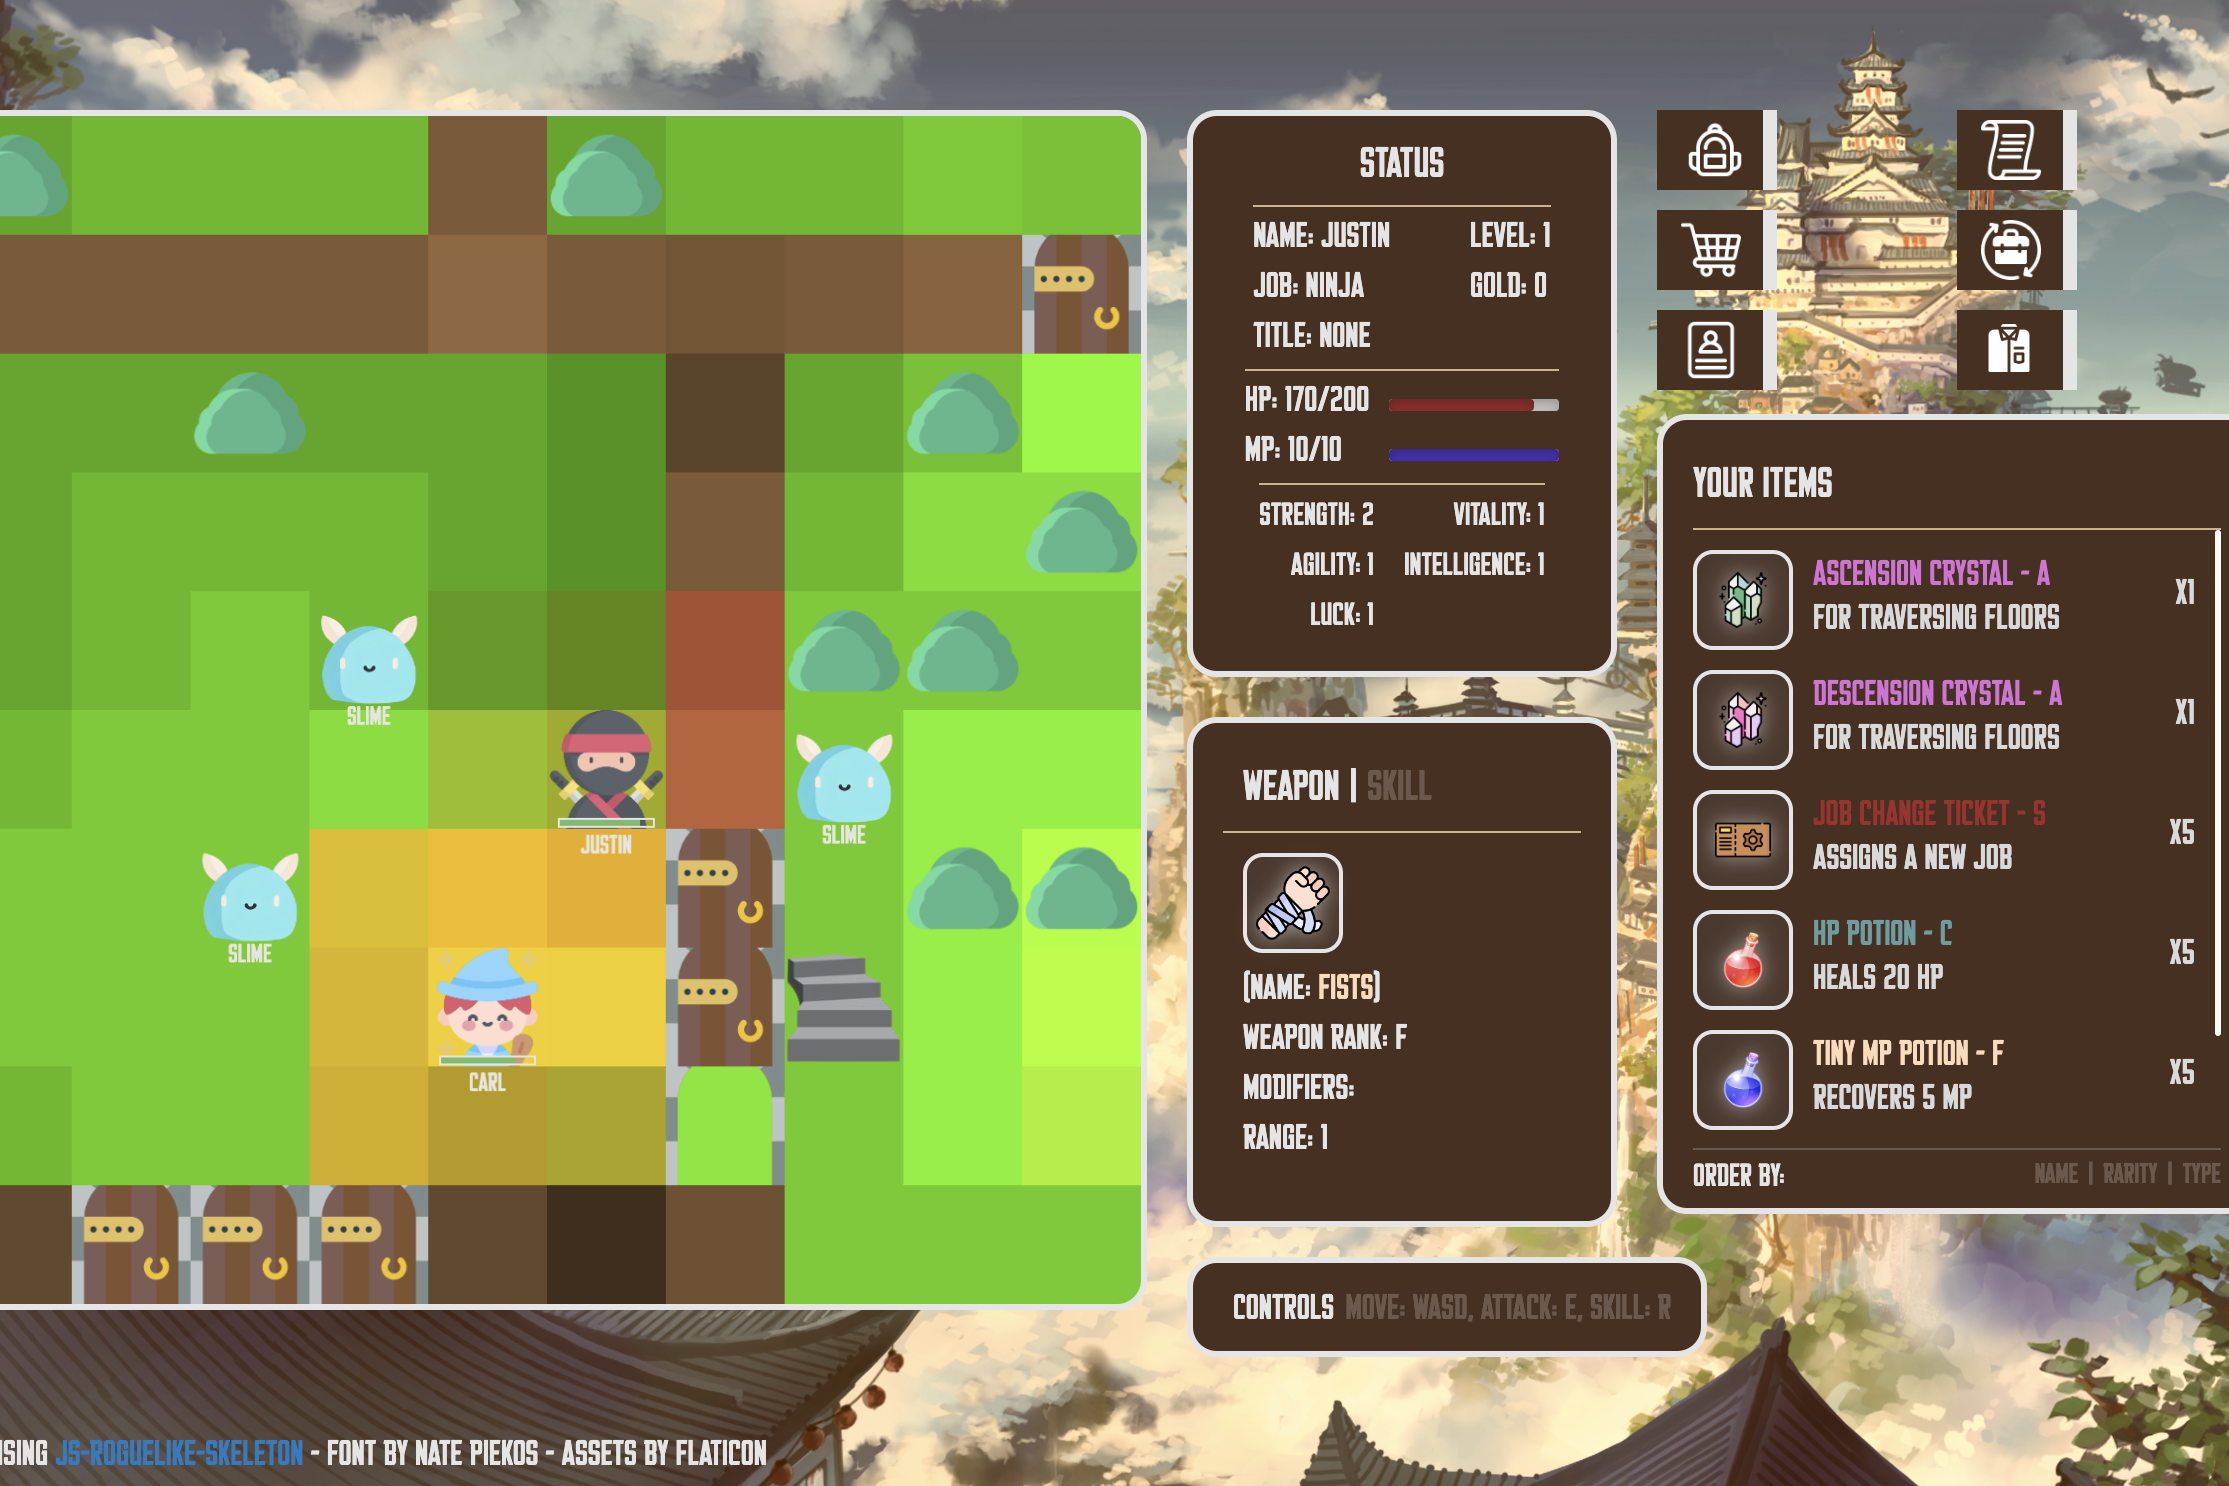 SLIME
JUSTIN
SLIME
SLIME
CARL
STATUS
NAME: JUSTIN LEVEL: 1
JOB: NINJA GOLD: 0
TITLE: NONE
HP: 170/200
MP: 10/10
STRENGTH: 2 VITALITY: 1
AGILITY: 1 INTELLIGENCE: 1
LUCK: 1
WEAPON | SKILL
(NAME: FISTS)
WEAPON RANK: F
MODIFIERS:
RANGE: 1
CONTROLS MOVE: WASD, ATTACK: E, SKILL: R
YOUR ITEMS
ASCENSION CRYSTAL - A
FOR TRAVERSING FLOORS
X1
DESCENSION CRYSTAL - A
FOR TRAVERSING FLOORS
X1
JOB CHANGE TICKET - S
ASSIGNS A NEW JOB
X5
HP POTION - C
HEALS 20 HP
X5
TINY MP POTION - F
RECOVERS 5 MP
X5
ORDER BY: NAME | RARITY | TYPE
JS-ROGUELIKE-SKELETON - FONT BY NATE PIEKOS - ASSETS BY FLATICON